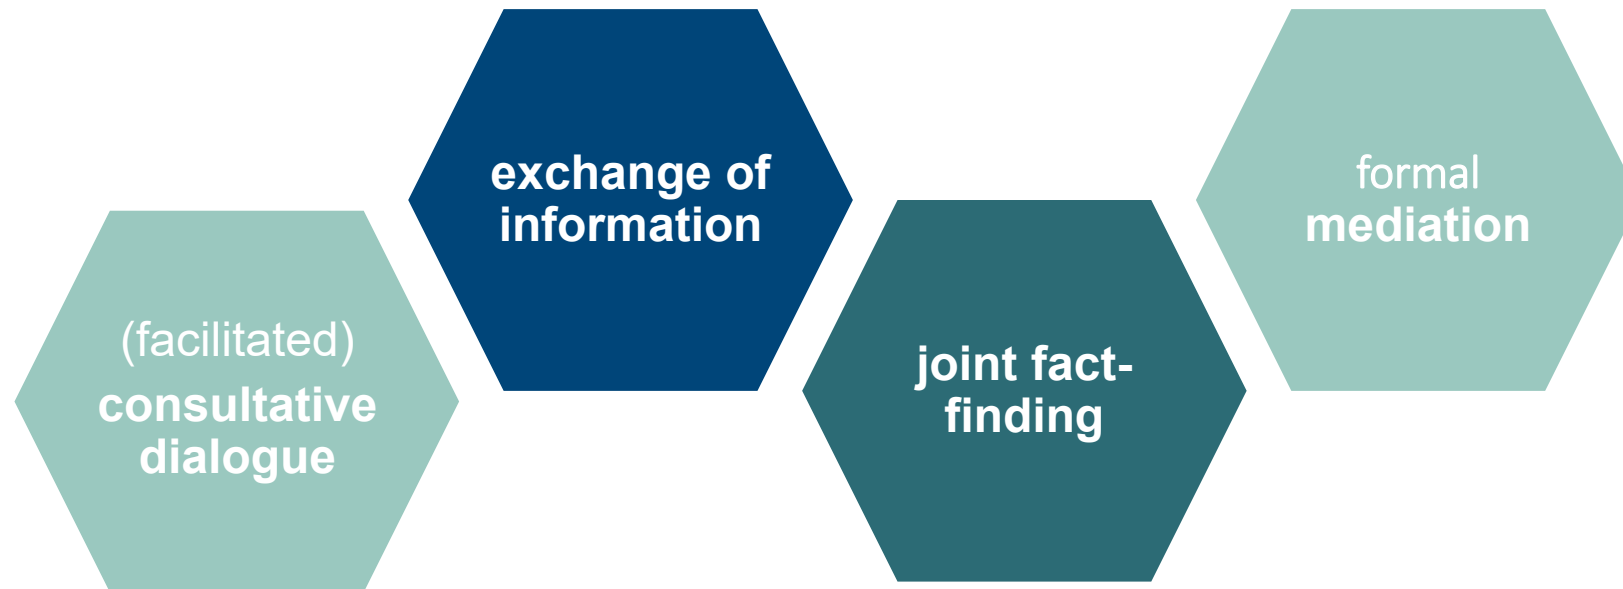 (facilitated)
consultative
dialogue
exchange of
information
joint fact-
finding
formal
mediation